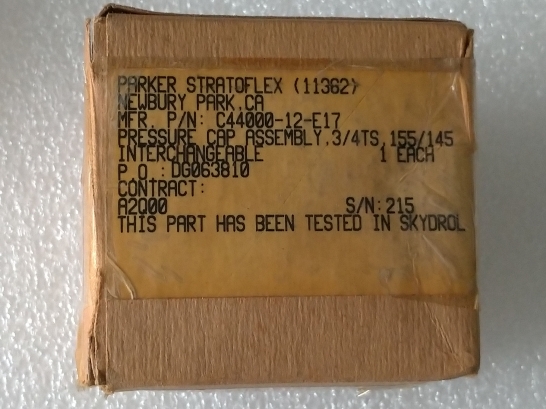 PARKER STRATOFLEX (11362)
NEWBURY PARK,CA
MFR. P/N: C44000-12-E17
PRESSURE CAP ASSEMBLY,3/4TS,155/145
INTERCHANGEABLE 1 EACH
P.O.:DG063810
CONTRACT:
A2Q00 S/N:215
THIS PART HAS BEEN TESTED IN SKYDROL